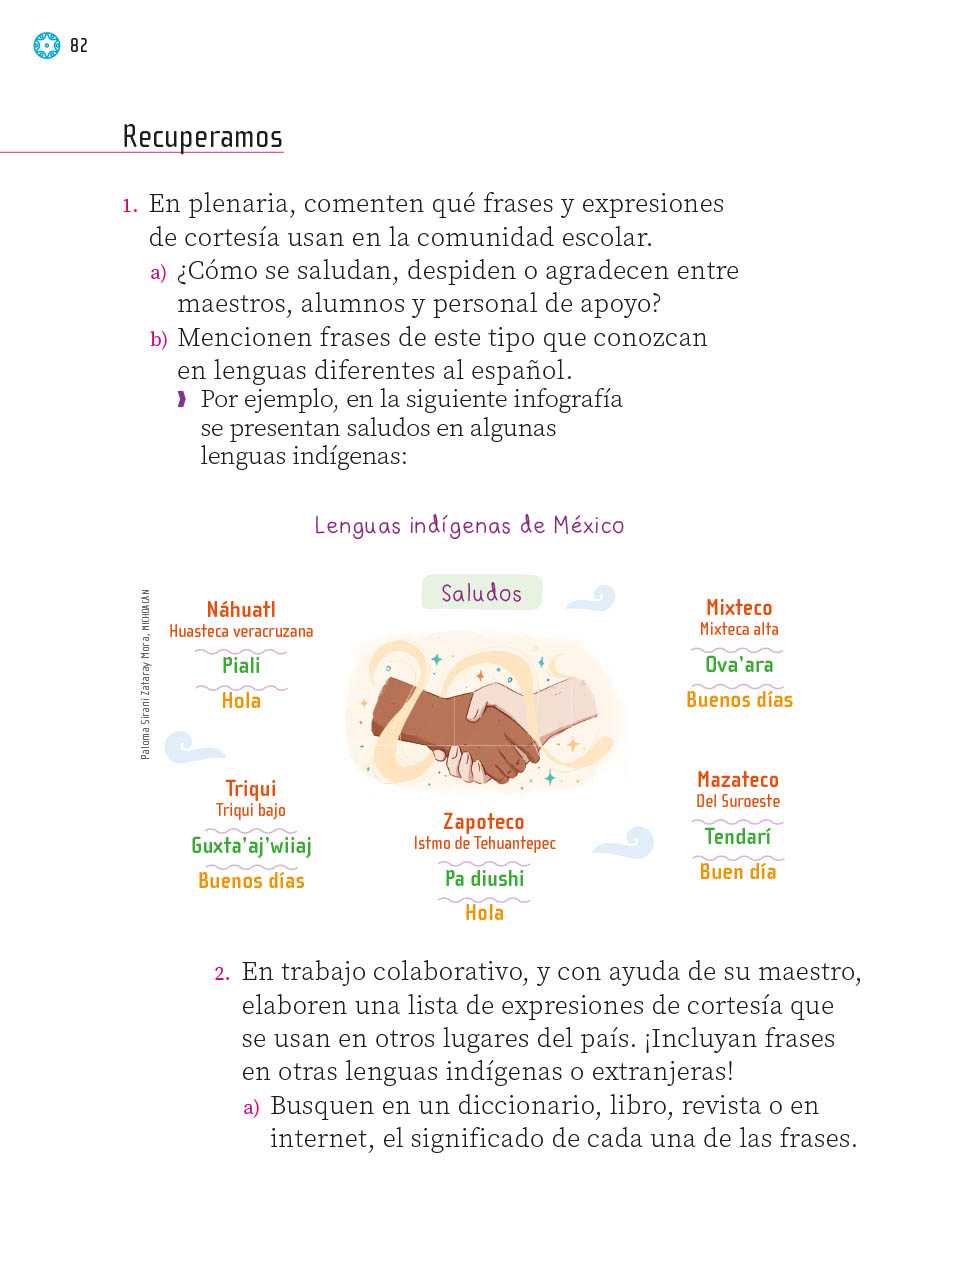 82
Recuperamos
1. En plenaria, comenten qué frases y expresiones
de cortesía usan en la comunidad escolar.
a) ¿Cómo se saludan, despiden o agradecen entre
maestros, alumnos y personal de apoyo?
b) Mencionen frases de este tipo que conozcan
en lenguas diferentes al español.
Por ejemplo, en la siguiente infografía
se presentan saludos en algunas
lenguas indígenas:
Lenguas indígenas de México
Saludos
Paloma Sirani Zataray Mora, MICHOACÁN
Náhuatl
Huasteca veracruzana
Piali
Hola
Mixteco
Mixteca alta
Ova’ara
Buenos días
Triqui
Triqui bajo
Guxta’aj’wiiaj
Buenos días
Zapoteco
Istmo de Tehuantepec
Pa diushi
Hola
Mazateco
Del Suroeste
Tendarí
Buen día
2. En trabajo colaborativo, y con ayuda de su maestro,
elaboren una lista de expresiones de cortesía que
se usan en otros lugares del país. ¡Incluyan frases
en otras lenguas indígenas o extranjeras!
a) Busquen en un diccionario, libro, revista o en
internet, el significado de cada una de las frases.